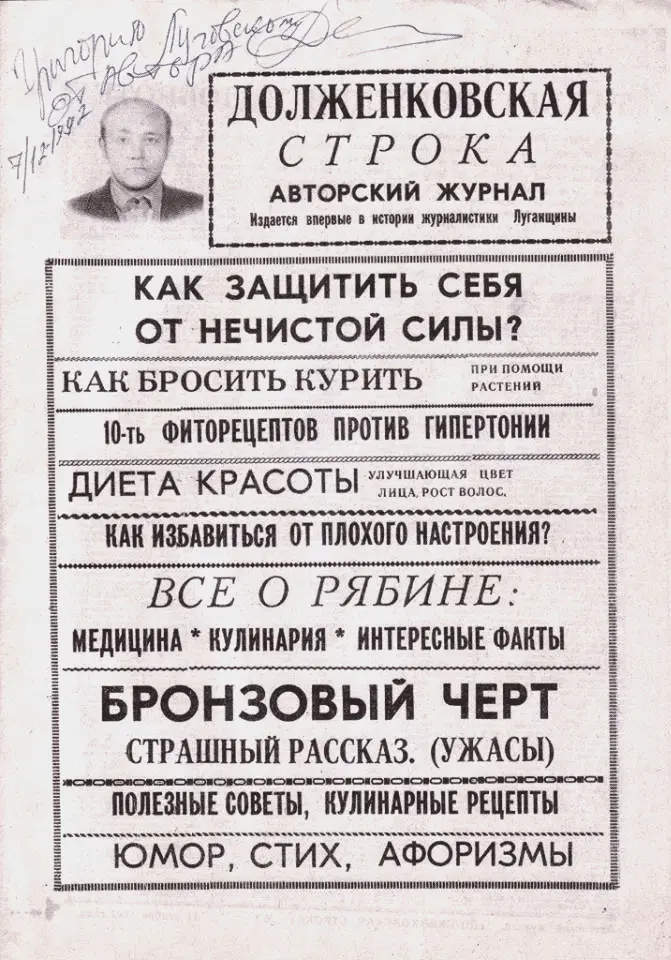 Григорию Луговскому
от автора
7/12-1992
ДОЛЖЕНКОВСКАЯ
СТРОКА
АВТОРСКИЙ ЖУРНАЛ
Издается впервые в истории журналистики Луганщины
КАК ЗАЩИТИТЬ СЕБЯ
ОТ НЕЧИСТОЙ СИЛЫ?
КАК БРОСИТЬ КУРИТЬ
ПРИ ПОМОЩИ
РАСТЕНИЙ
10-ть ФИТОРЕЦЕПТОВ ПРОТИВ ГИПЕРТОНИИ
ДИЕТА КРАСОТЫ
УЛУЧШАЮЩАЯ ЦВЕТ
ЛИЦА, РОСТ ВОЛОС.
КАК ИЗБАВИТЬСЯ ОТ ПЛОХОГО НАСТРОЕНИЯ?
ВСЕ О РЯБИНЕ:
МЕДИЦИНА * КУЛИНАРИЯ * ИНТЕРЕСНЫЕ ФАКТЫ
БРОНЗОВЫЙ ЧЕРТ
СТРАШНЫЙ РАССКАЗ. (УЖАСЫ)
ПОЛЕЗНЫЕ СОВЕТЫ, КУЛИНАРНЫЕ РЕЦЕПТЫ
ЮМОР, СТИХ, АФОРИЗМЫ